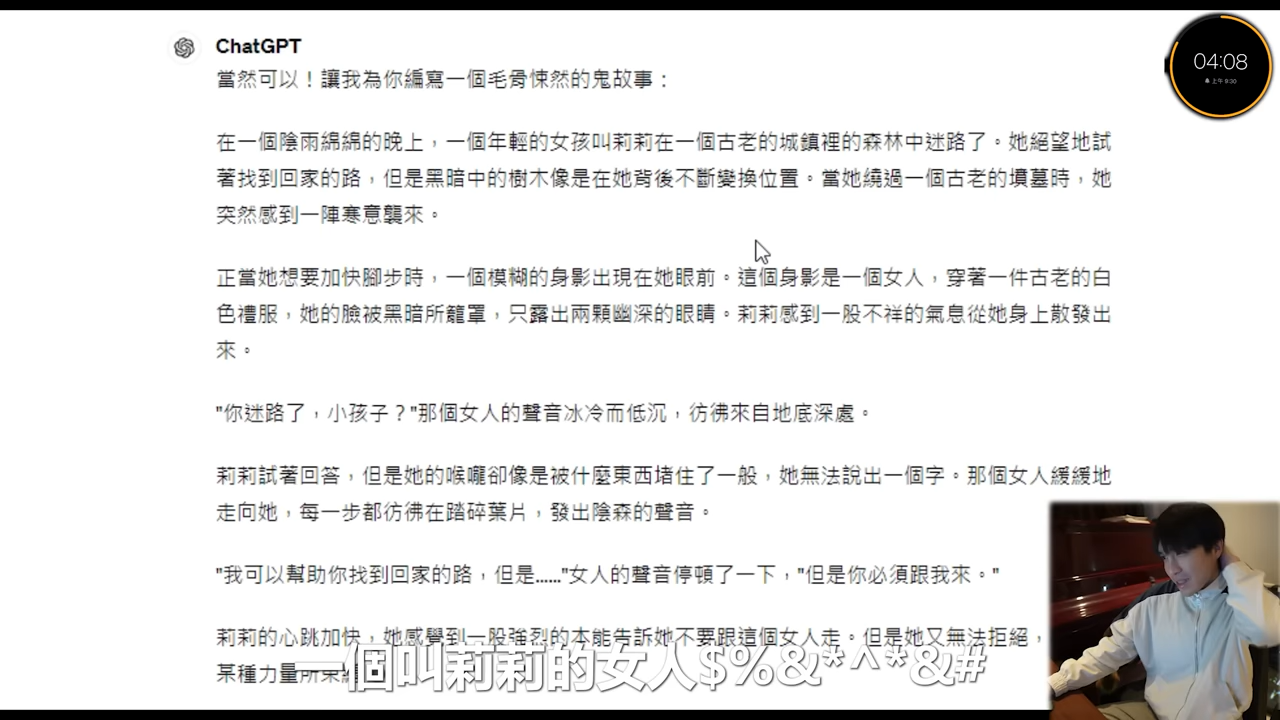 ChatGPT
04:08
上午 9:30
當然可以！讓我為你編寫一個毛骨悚然的鬼故事：
在一個陰雨綿綿的晚上，一個年輕的女孩叫莉莉在一個古老的城鎮裡的森林中迷路了。她絕望地試
著找到回家的路，但是黑暗中的樹木像是在她背後不斷變換位置。當她繞過一個古老的墳墓時，她
突然感到一陣寒意襲來。
正當她想要加快腳步時，一個模糊的身影出現在她眼前。這個身影是一個女人，穿著一件古老的白
色禮服，她的臉被黑暗所籠罩，只露出兩顆幽深的眼睛。莉莉感到一股不祥的氣息從她身上散發出
來。
"你迷路了，小孩子？"那個女人的聲音冰冷而低沉，彷彿來自地底深處。
莉莉試著回答，但是她的喉嚨卻像是被什麼東西堵住了一般，她無法說出一個字。那個女人緩緩地
走向她，每一步都彷彿在踏碎葉片，發出陰森的聲音。
"我可以幫助你找到回家的路，但是……"女人的聲音停頓了一下，"但是你必須跟我來。"
莉莉的心跳加快，她感覺到一股強烈的本能告訴她不要跟這個女人走。但是她又無法拒絕，
某種力量所束
一個叫莉莉的女人$%&*^*&#